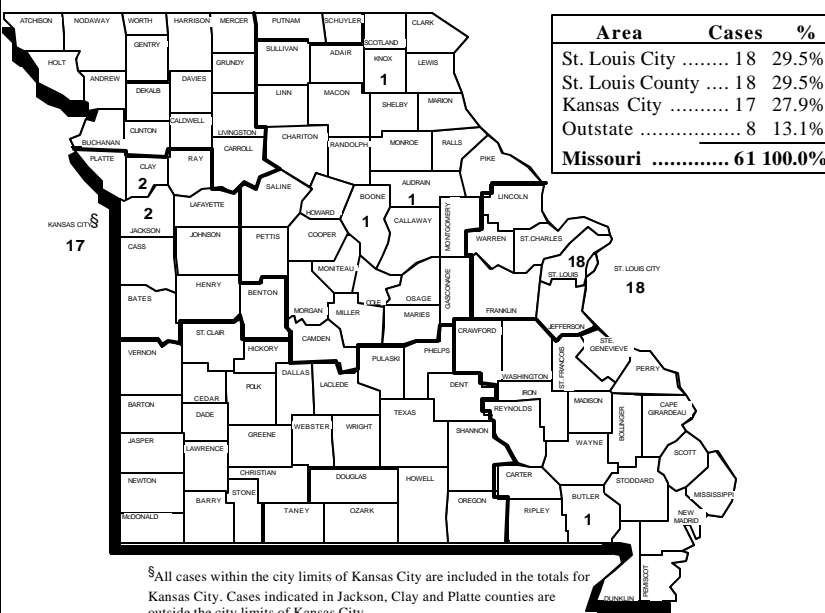 ATCHISON NODAWAY WORTH HARRISON MERCER PUTNAM SCHUYLER CLARK
SCOTLAND
GENTRY SULLIVAN ADAIR KNOX LEWIS
HOLT GRUNDY
1
ANDREW DEKALB DAVIES LINN MACON SHELBY MARION
CALDWELL
CLINTON LIVINGSTON CHARITON RANDOLPH MONROE RALLS
BUCHANAN CARROLL
PLATTE CLAY RAY PIKE
2
SALINE BOONE AUDRAIN LINCOLN
1
KANSAS CITY§
17
2
JACKSON
LAFAYETTE HOWARD 1 CALLAWAY MONTGOMERY WARREN ST.CHARLES
CASS JOHNSON PETTIS COOPER
18
ST. LOUIS
ST. LOUIS CITY
18
MONITEAU COLE OSAGE GASCONADE
BATES HENRY BENTON MORGAN MILLER MARIES FRANKLIN JEFFERSON
ST. CLAIR CAMDEN CRAWFORD
STE. GENEVIEVE
VERNON HICKORY PULASKI PHELPS WASHINGTON ST. FRANCOIS PERRY
DALLAS LACLEDE DENT IRON
CEDAR POLK REYNOLDS MADISON BOLLINGER CAPE GIRARDEAU
BARTON DADE TEXAS
JASPER GREENE WEBSTER WRIGHT SHANNON WAYNE SCOTT
LAWRENCE
NEWTON CHRISTIAN DOUGLAS HOWELL CARTER STODDARD
STONE BUTLER MISSISSIPPI
McDONALD BARRY TANEY OZARK OREGON RIPLEY 1 NEW MADRID
DUNKLIN PEMISCOT
Area Cases %
St. Louis City ........ 18 29.5%
St. Louis County .... 18 29.5%
Kansas City .......... 17 27.9%
Outstate ................ 8 13.1%
Missouri ............. 61 100.0%
§All cases within the city limits of Kansas City are included in the totals for
Kansas City. Cases indicated in Jackson, Clay and Platte counties are
outside the city limits of Kansas City.